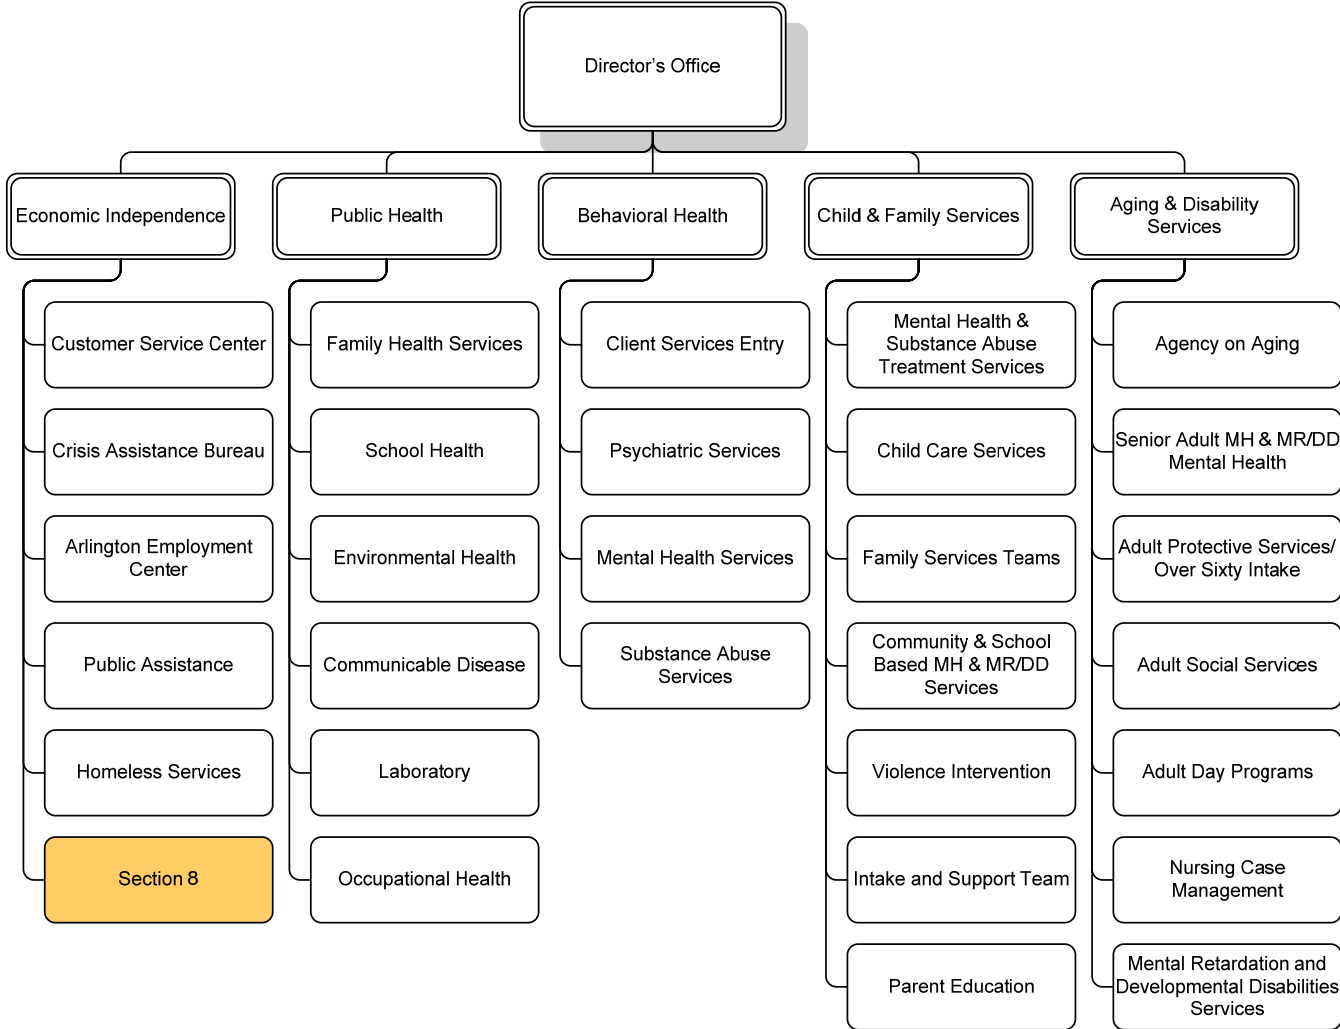 Director's Office
Economic Independence
Public Health
Behavioral Health
Child & Family Services
Aging & Disability
Services
Customer Service Center
Crisis Assistance Bureau
Arlington Employment
Center
Public Assistance
Homeless Services
Section 8
Family Health Services
School Health
Environmental Health
Communicable Disease
Laboratory
Occupational Health
Client Services Entry
Psychiatric Services
Mental Health Services
Substance Abuse
Services
Mental Health &
Substance Abuse
Treatment Services
Child Care Services
Family Services Teams
Community & School
Based MH & MR/DD
Services
Violence Intervention
Intake and Support Team
Parent Education
Agency on Aging
Senior Adult MH & MR/DD
Mental Health
Adult Protective Services/
Over Sixty Intake
Adult Social Services
Adult Day Programs
Nursing Case
Management
Mental Retardation and
Developmental Disabilities
Services